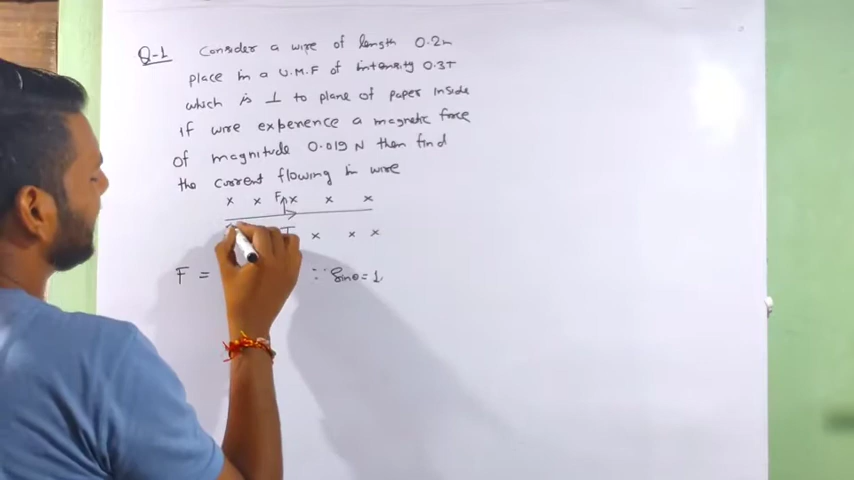 Q-1 Consider a wire of length 0.2m
place in a U.M.F of intensity 0.3T
which is ⊥ to plane of paper inside
if wire experience a magnetic force
of magnitude 0.019 N then find
the current flowing in wire
x x F x x x
I x x x
F = ∵ Sinθ = 1